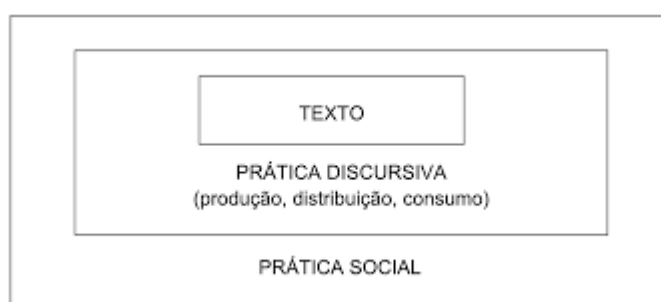 TEXTO
PRÁTICA DISCURSIVA
(produção, distribuição, consumo)
PRÁTICA SOCIAL